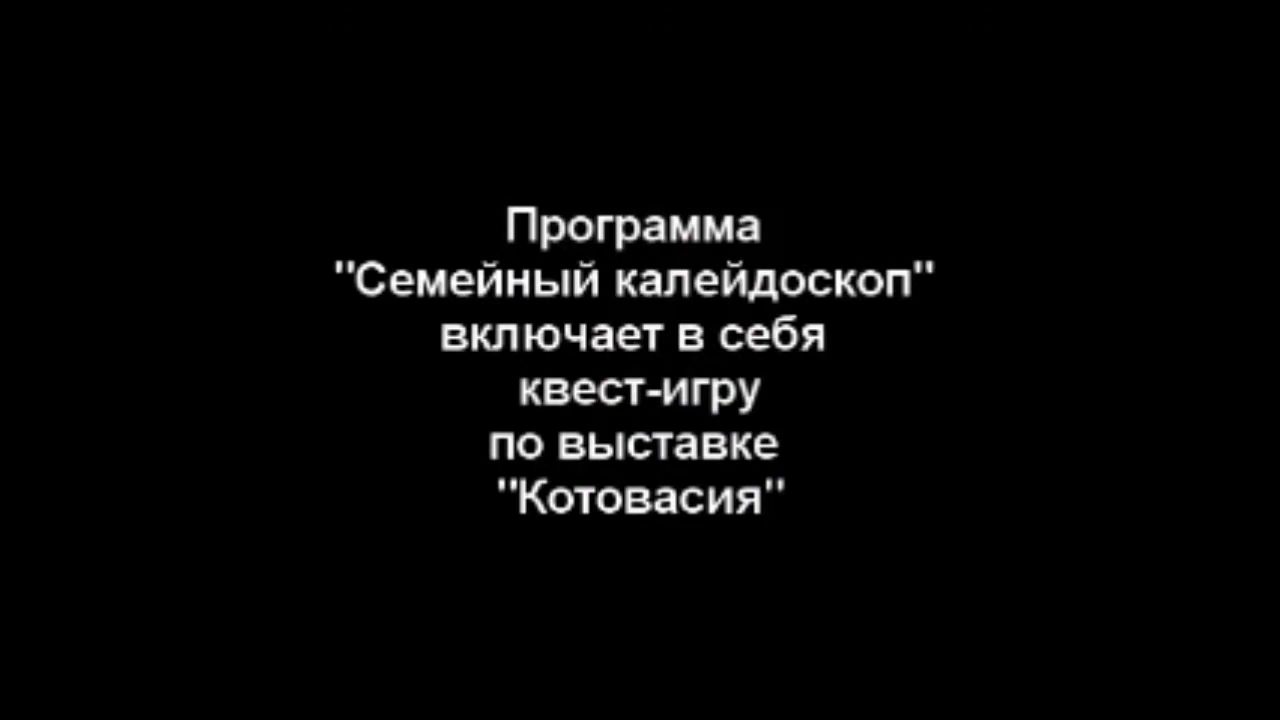 Программа
"Семейный калейдоскоп"
включает в себя
квест-игру
по выставке
"Котовасия"